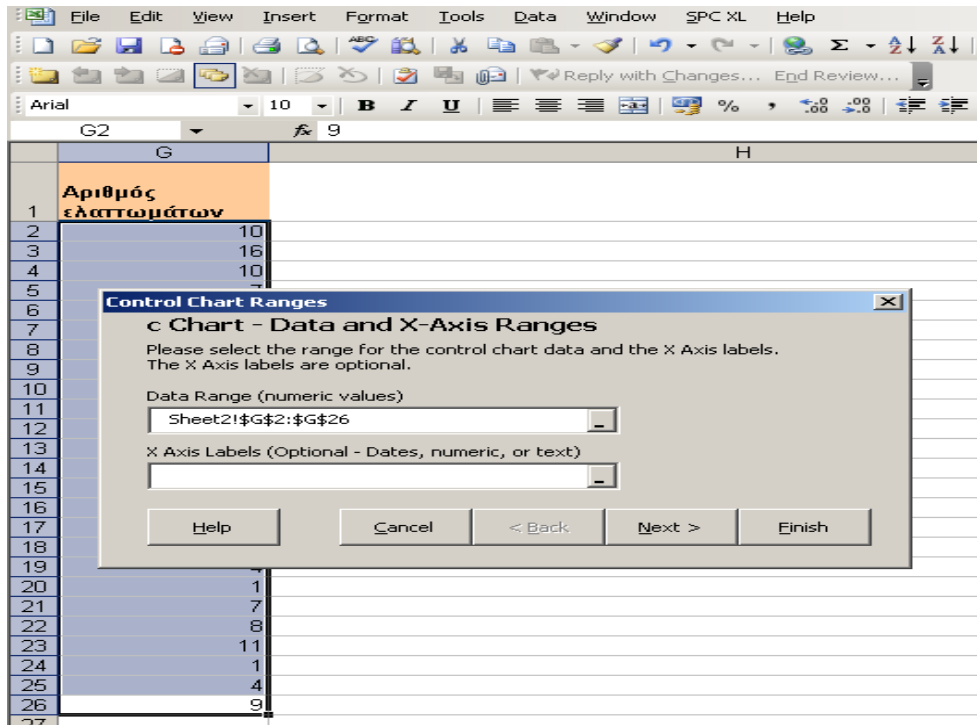 File Edit View Insert Format Tools Data Window SPC XL Help
Reply with Changes... End Review...
Arial 10 B I U % ,
G2 fx 9
G H
1 Αριθμός
ελαττωμάτων
2 10
3 16
4 10
5 7
6
7
8
9
10
11
12
13
14
15
16
17
18
19 4
20 1
21 7
22 8
23 11
24 1
25 4
26 9
27
Control Chart Ranges
c Chart - Data and X-Axis Ranges
Please select the range for the control chart data and the X Axis labels.
The X Axis labels are optional.
Data Range (numeric values)
Sheet2!$G$2:$G$26
X Axis Labels (Optional - Dates, numeric, or text)
Help Cancel < Back Next > Finish